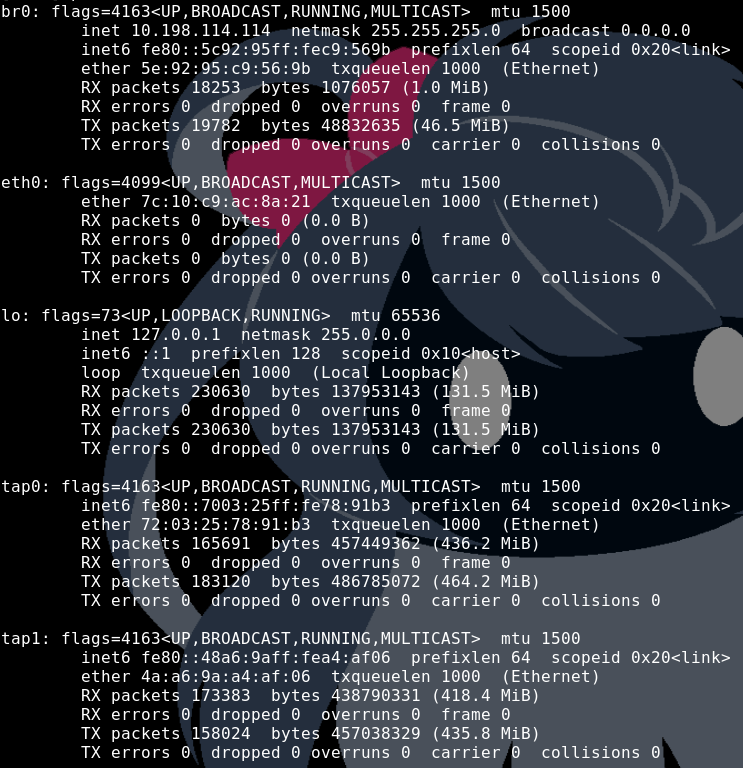 br0: flags=4163<UP,BROADCAST,RUNNING,MULTICAST>  mtu 1500
        inet 10.198.114.114  netmask 255.255.255.0  broadcast 0.0.0.0
        inet6 fe80::5c92:95ff:fec9:569b  prefixlen 64  scopeid 0x20<link>
        ether 5e:92:95:c9:56:9b  txqueuelen 1000  (Ethernet)
        RX packets 18253  bytes 1076057 (1.0 MiB)
        RX errors 0  dropped 0  overruns 0  frame 0
        TX packets 19782  bytes 48832635 (46.5 MiB)
        TX errors 0  dropped 0 overruns 0  carrier 0  collisions 0

eth0: flags=4099<UP,BROADCAST,MULTICAST>  mtu 1500
        ether 7c:10:c9:ac:8a:21  txqueuelen 1000  (Ethernet)
        RX packets 0  bytes 0 (0.0 B)
        RX errors 0  dropped 0  overruns 0  frame 0
        TX packets 0  bytes 0 (0.0 B)
        TX errors 0  dropped 0 overruns 0  carrier 0  collisions 0

lo: flags=73<UP,LOOPBACK,RUNNING>  mtu 65536
        inet 127.0.0.1  netmask 255.0.0.0
        inet6 ::1  prefixlen 128  scopeid 0x10<host>
        loop  txqueuelen 1000  (Local Loopback)
        RX packets 230630  bytes 137953143 (131.5 MiB)
        RX errors 0  dropped 0  overruns 0  frame 0
        TX packets 230630  bytes 137953143 (131.5 MiB)
        TX errors 0  dropped 0 overruns 0  carrier 0  collisions 0

tap0: flags=4163<UP,BROADCAST,RUNNING,MULTICAST>  mtu 1500
        inet6 fe80::7003:25ff:fe78:91b3  prefixlen 64  scopeid 0x20<link>
        ether 72:03:25:78:91:b3  txqueuelen 1000  (Ethernet)
        RX packets 165691  bytes 457449362 (436.2 MiB)
        RX errors 0  dropped 0  overruns 0  frame 0
        TX packets 183120  bytes 486785072 (464.2 MiB)
        TX errors 0  dropped 0 overruns 0  carrier 0  collisions 0

tap1: flags=4163<UP,BROADCAST,RUNNING,MULTICAST>  mtu 1500
        inet6 fe80::48a6:9aff:fea4:af06  prefixlen 64  scopeid 0x20<link>
        ether 4a:a6:9a:a4:af:06  txqueuelen 1000  (Ethernet)
        RX packets 173383  bytes 438790331 (418.4 MiB)
        RX errors 0  dropped 0  overruns 0  frame 0
        TX packets 158024  bytes 457038329 (435.8 MiB)
        TX errors 0  dropped 0 overruns 0  carrier 0  collisions 0